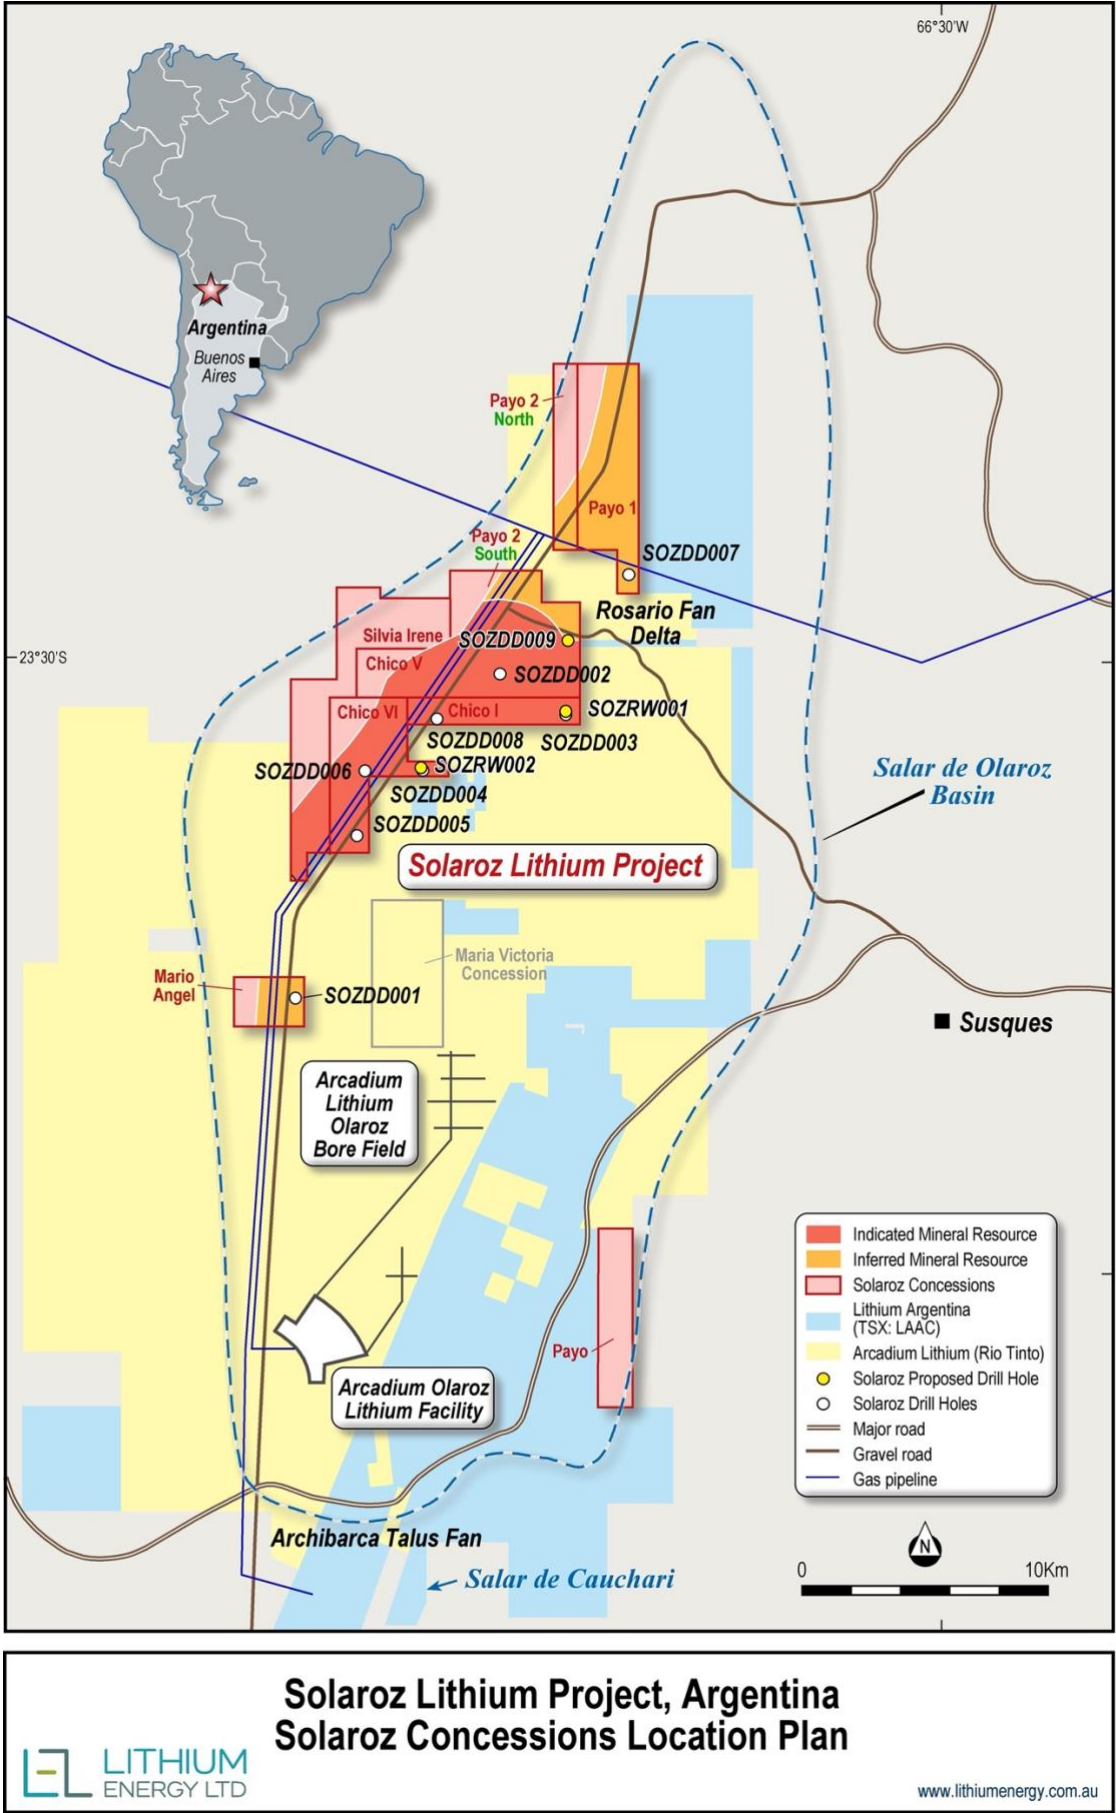 66°30'W
Argentina
Buenos
Aires
Payo 2
North
Payo 1
Payo 2
South
SOZDD007
Rosario Fan
Delta
23°30'S
Silvia Irene
SOZDD009
Chico V
SOZDD002
Chico VI
Chico I
SOZRW001
SOZDD008
SOZDD003
SOZDD006
SOZRW002
SOZDD004
SOZDD005
Salar de Olaroz
Basin
Solaroz Lithium Project
Maria Victoria
Concession
Mario
Angel
SOZDD001
Susques
Arcadium
Lithium
Olaroz
Bore Field
Payo
Arcadium Olaroz
Lithium Facility
Indicated Mineral Resource
Inferred Mineral Resource
Solaroz Concessions
Lithium Argentina
(TSX: LAAC)
Arcadium Lithium (Rio Tinto)
Solaroz Proposed Drill Hole
Solaroz Drill Holes
Major road
Gravel road
Gas pipeline
Archibarca Talus Fan
Salar de Cauchari
N
0 10Km
Solaroz Lithium Project, Argentina
Solaroz Concessions Location Plan
LITHIUM
ENERGY LTD
www.lithiumenergy.com.au